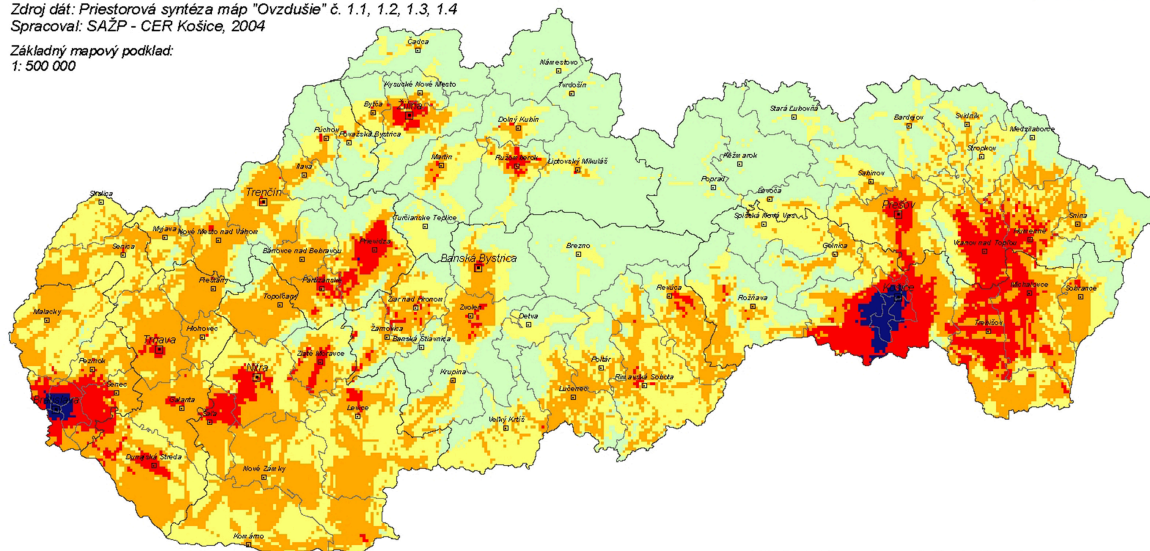 Zdroj dát: Priestorová syntéza máp "Ovzdušie" č. 1.1, 1.2, 1.3, 1.4
Spracoval: SAŽP - CER Košice, 2004
Základný mapový podklad:
1: 500 000
Čadca
Námestovo
Kysucké Nové Mesto
Tvrdošín
Bytča
Žilina
Stará Ľubovňa
Bardejov
Svidník
Dolný Kubín
Púchov
Považská Bystrica
Medzilaborce
Stropkov
Martin
Ružomberok
Liptovský Mikuláš
Kežmarok
Ilava
Poprad
Sabinov
Levoča
Trenčín
Skalica
Prešov
Turčianske Teplice
Spišská Nová Ves
Snina
Myjava
Nové Mesto nad Váhom
Humenné
Senica
Prievidza
Brezno
Gelnica
Vranov nad Topľou
Bánovce nad Bebravou
Banská Bystrica
Piešťany
Partizánske
Košice
Michalovce
Sobrance
Topoľčany
Žiar nad Hronom
Revúca
Rožňava
Malacky
Zvolen
Detva
Hlohovec
Trnava
Žarnovica
Trebišov
Banská Štiavnica
Zlaté Moravce
Pezinok
Poltár
Nitra
Krupina
Rimavská Sobota
Senec
Bratislava
Galanta
Šaľa
Levice
Lučenec
Veľký Krtíš
Dunajská Streda
Nové Zámky
Komárno